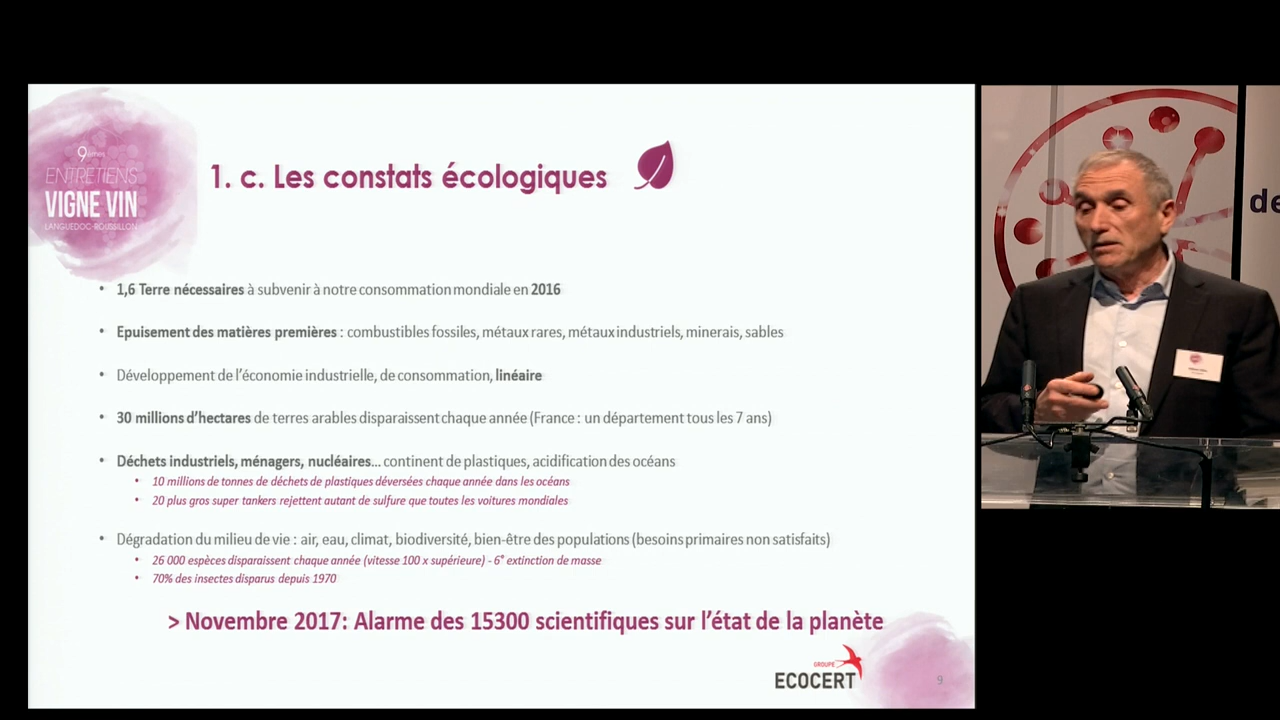 9èmes
ENTRETIENS
VIGNE VIN
LANGUEDOC-ROUSSILLON
1. c. Les constats écologiques
• 1,6 Terre nécessaires à subvenir à notre consommation mondiale en 2016
• Epuisement des matières premières : combustibles fossiles, métaux rares, métaux industriels, minerais, sables
• Développement de l'économie industrielle, de consommation, linéaire
• 30 millions d'hectares de terres arables disparaissent chaque année (France : un département tous les 7 ans)
• Déchets industriels, ménagers, nucléaires... continent de plastiques, acidification des océans
• 10 millions de tonnes de déchets de plastiques déversées chaque année dans les océans
• 20 plus gros super tankers rejettent autant de sulfure que toutes les voitures mondiales
• Dégradation du milieu de vie : air, eau, climat, biodiversité, bien-être des populations (besoins primaires non satisfaits)
• 26 000 espèces disparaissent chaque année (vitesse 100 x supérieure) - 6° extinction de masse
• 70% des insectes disparus depuis 1970
> Novembre 2017: Alarme des 15300 scientifiques sur l'état de la planète
GROUPE
ECOCERT
9
de